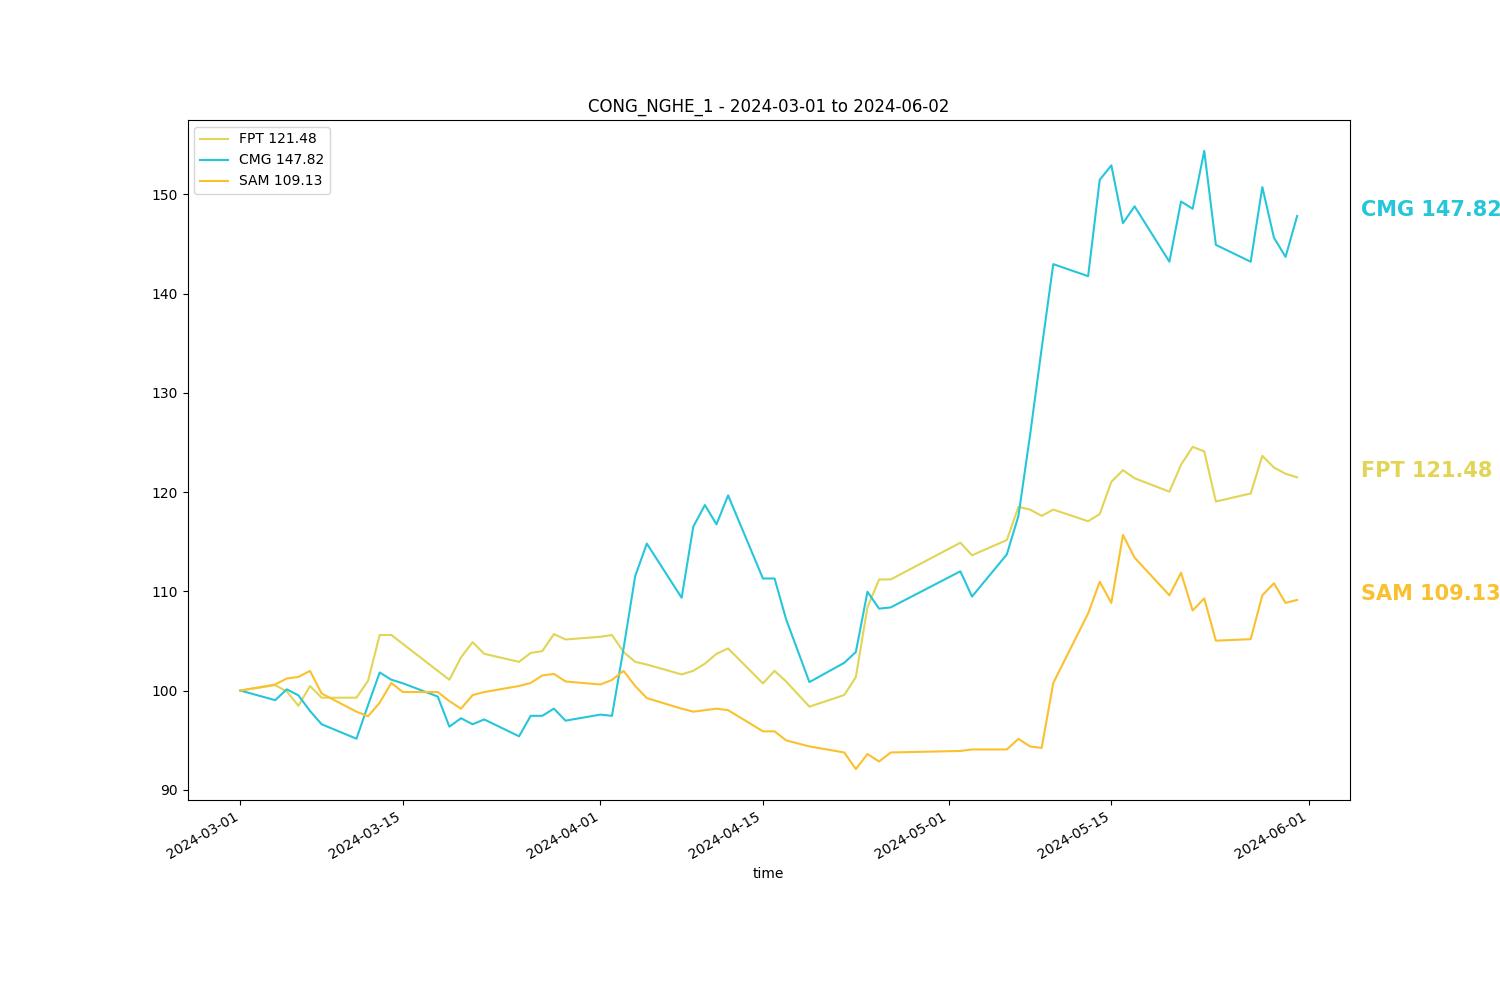 CONG_NGHE_1 - 2024-03-01 to 2024-06-02
FPT 121.48
CMG 147.82
SAM 109.13
150
140
130
120
110
100
90
CMG 147.82
FPT 121.48
SAM 109.13
2024-03-01
2024-03-15
2024-04-01
2024-04-15
2024-05-01
2024-05-15
2024-06-01
time